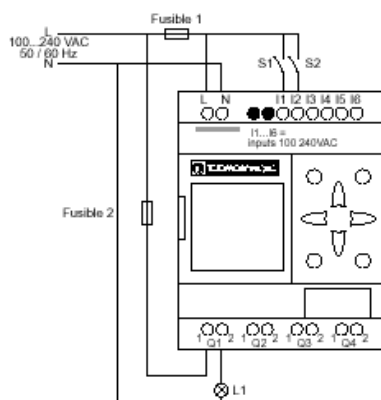 Fusible 1
L
100...240 VAC
50 / 60 Hz
N
S1 S2
L N I1 I2 I3 I4 I5 I6
I1...I6 =
inputs 100 240VAC
Fusible 2
1 2 1 2 1 2 1 2
Q1 Q2 Q3 Q4
L1